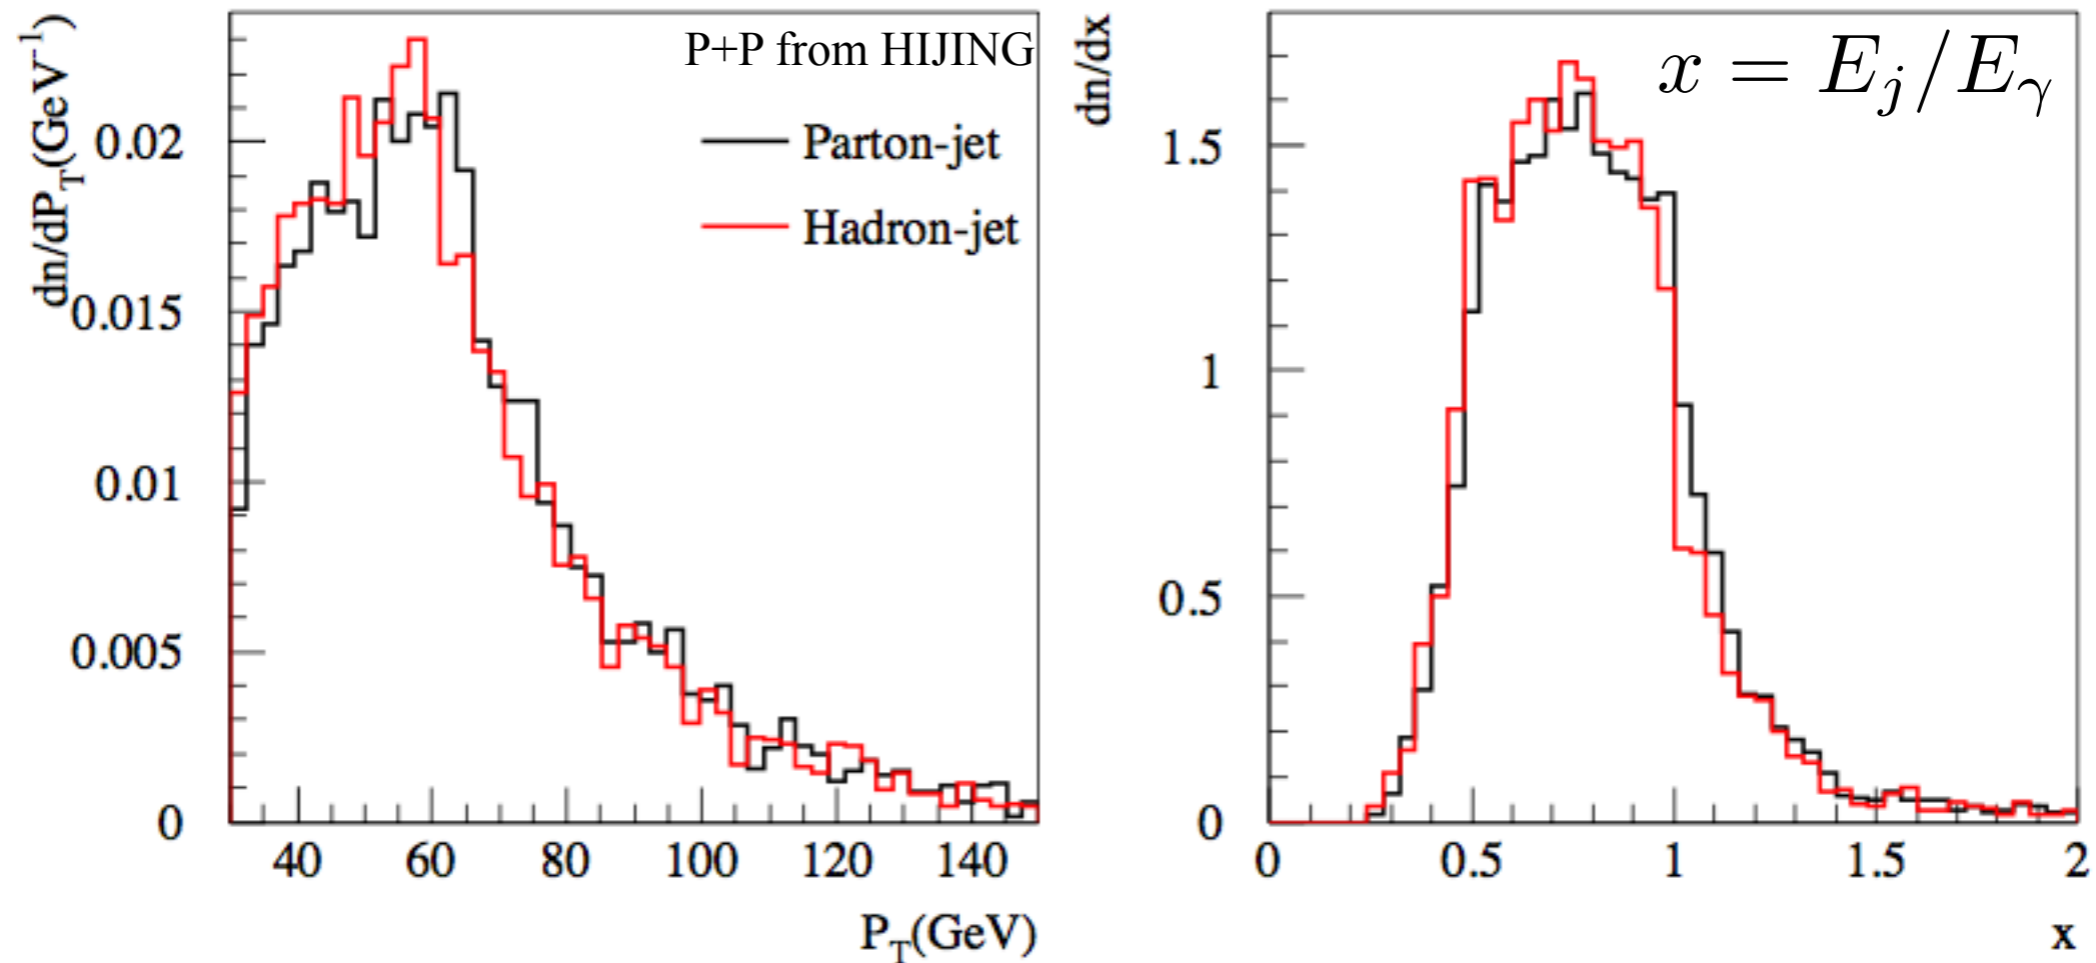 dn/dP_T(GeV^-1)
P+P from HIJING
Parton-jet
Hadron-jet
0.02
0.015
0.01
0.005
0
40 60 80 100 120 140
P_T(GeV)
dn/dx
x = E_j/E_γ
1.5
1
0.5
0
0 0.5 1 1.5 2
x